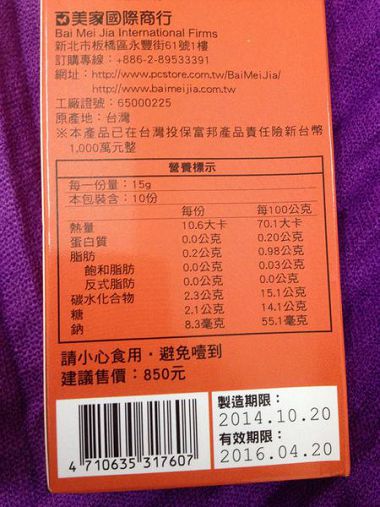 美家國際商行
Bai Mei Jia International Firms
新北市板橋區永豐街61號1樓
訂購專線：+886-2-89533391
網址：http://www.pcstore.com.tw/BaiMeiJia/
http://www.baimeijia.com.tw
工廠證號：65000225
原產地：台灣
※本產品已在台灣投保富邦產品責任險新台幣
1,000萬元整
營養標示
每一份量：15g
本包裝含：10份
每份 每100公克
熱量 10.6大卡 70.1大卡
蛋白質 0.0公克 0.20公克
脂肪 0.2公克 0.98公克
飽和脂肪 0.0公克 0.03公克
反式脂肪 0.0公克 0.0公克
碳水化合物 2.3公克 15.1公克
糖 2.1公克 14.1公克
鈉 8.3毫克 55.1毫克
請小心食用，避免噎到
建議售價：850元
製造期限：
2014.10.20
有效期限：
2016.04.20
4 710635 317607